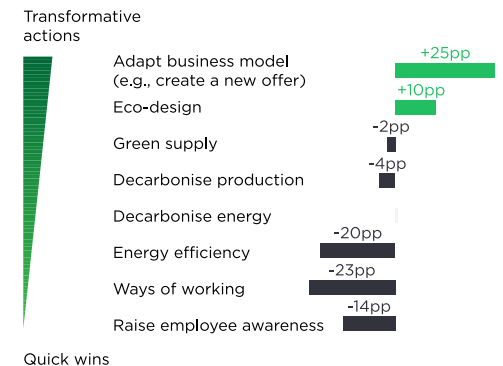 Transformative
actions
Adapt business model
(e.g., create a new offer)
+25pp
Eco-design
+10pp
Green supply
-2pp
Decarbonise production
-4pp
Decarbonise energy
Energy efficiency
-20pp
Ways of working
-23pp
Raise employee awareness
-14pp
Quick wins